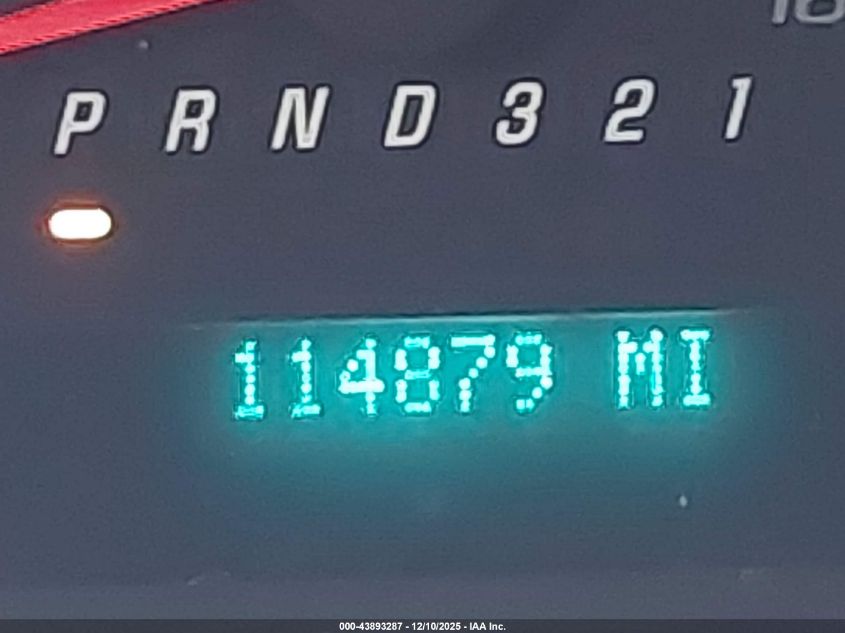 P R N D 3 2 1
114879 MI
000-43893287 - 12/10/2025 - IAA Inc.